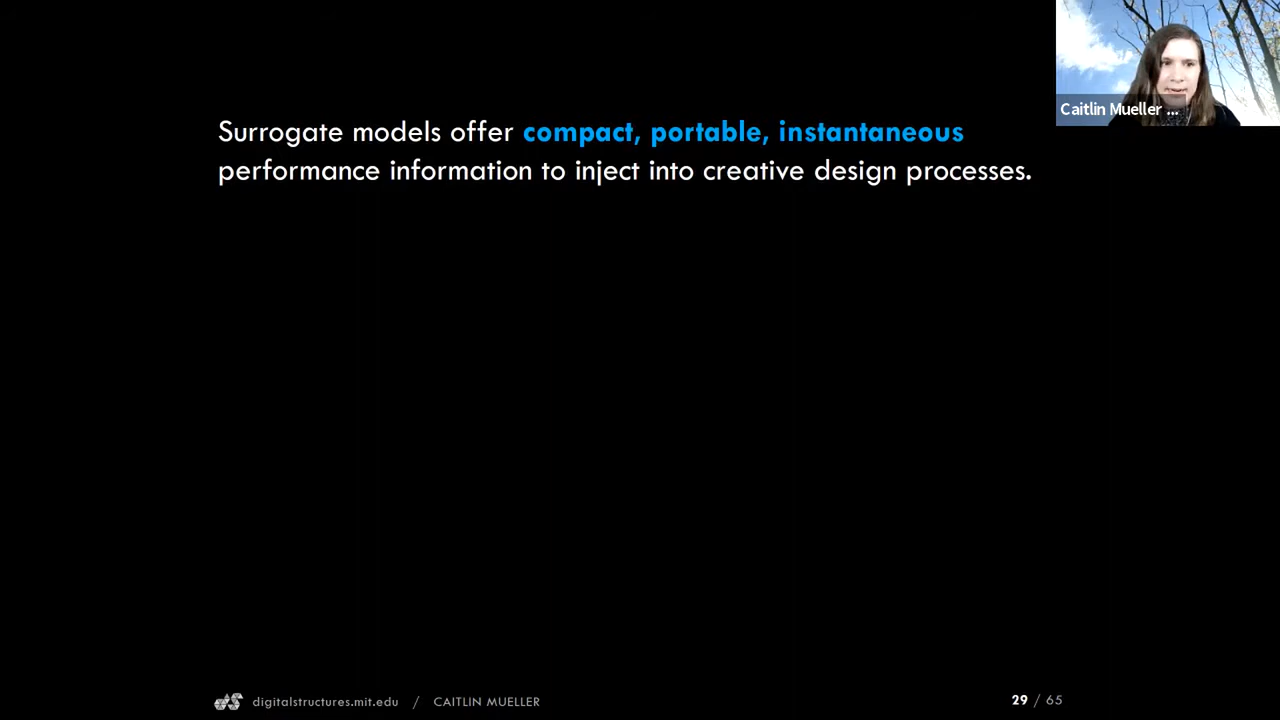 Caitlin Mueller ...
Surrogate models offer compact, portable, instantaneous
performance information to inject into creative design processes.
digitalstructures.mit.edu / CAITLIN MUELLER
29 / 65